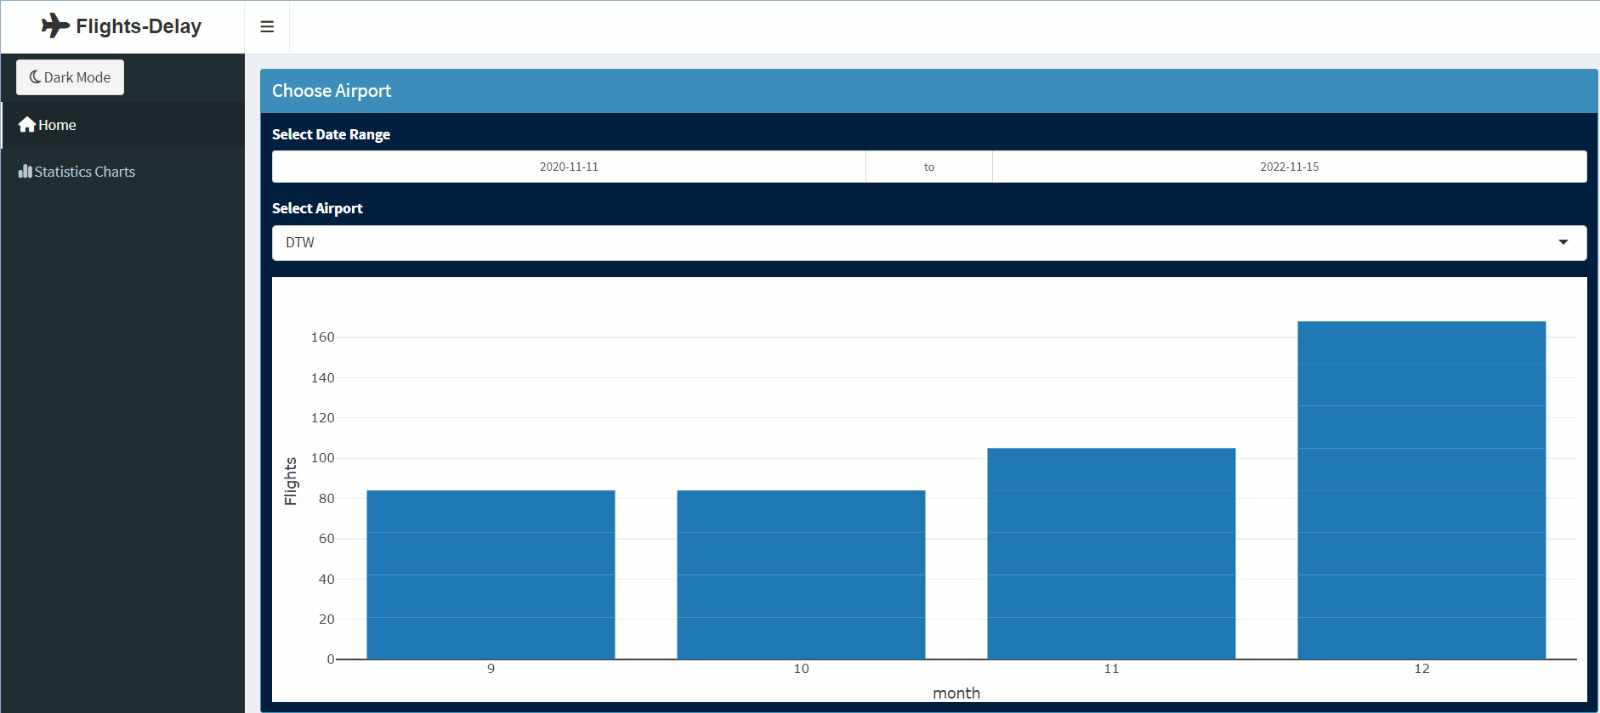 Flights-Delay
Dark Mode
Home
Statistics Charts
Choose Airport
Select Date Range
2020-11-11 to 2022-11-15
Select Airport
DTW
160
140
120
100
80
60
40
20
0
Flights
9 10 11 12
month